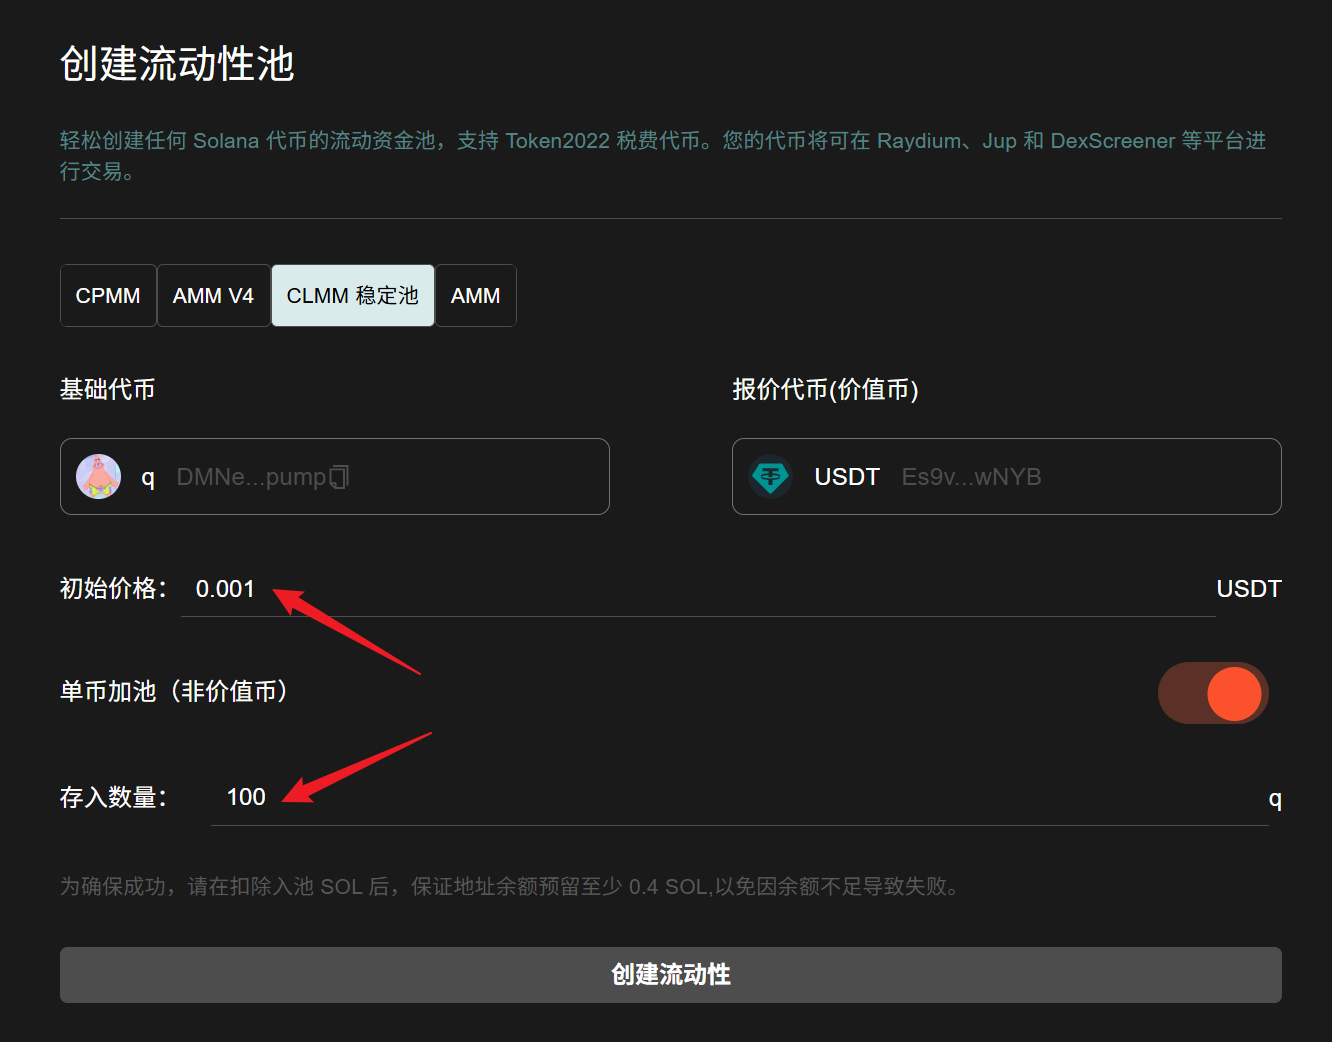 创建流动性池
轻松创建任何 Solana 代币的流动资金池，支持 Token2022 税费代币。您的代币将可在 Raydium、Jup 和 DexScreener 等平台进
行交易。
CPMM AMM V4 CLMM 稳定池 AMM
基础代币 报价代币(价值币)
q DMNe...pump USDT Es9v...wNYB
初始价格： 0.001 USDT
单币加池（非价值币）
存入数量： 100 q
为确保成功，请在扣除入池 SOL 后，保证地址余额预留至少 0.4 SOL,以免因余额不足导致失败。
创建流动性